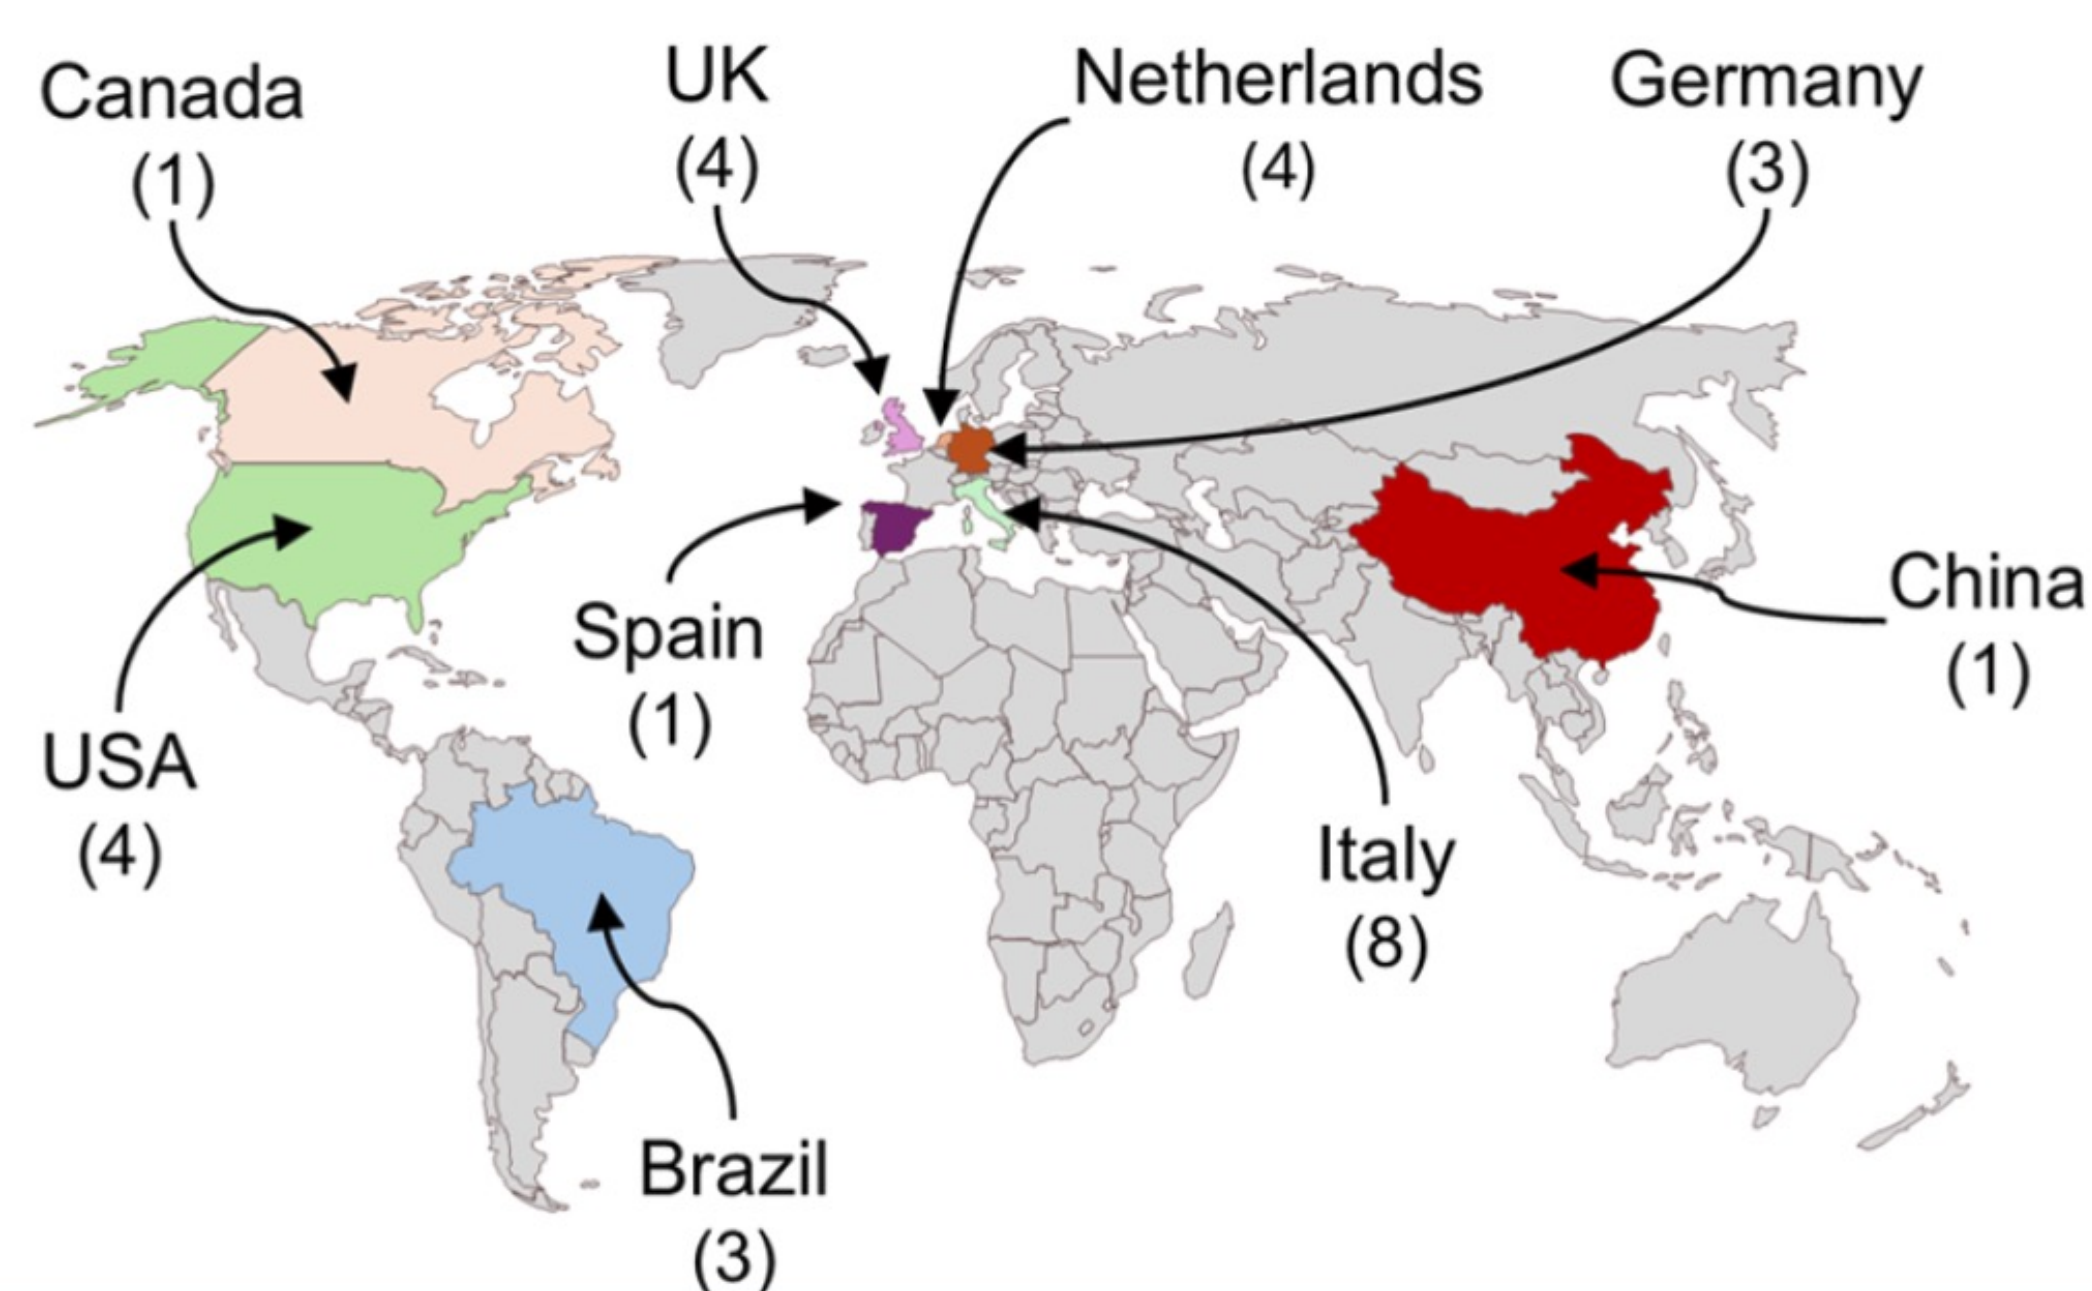 Canada
(1)
UK
(4)
Netherlands
(4)
Germany
(3)
Spain
(1)
China
(1)
USA
(4)
Italy
(8)
Brazil
(3)